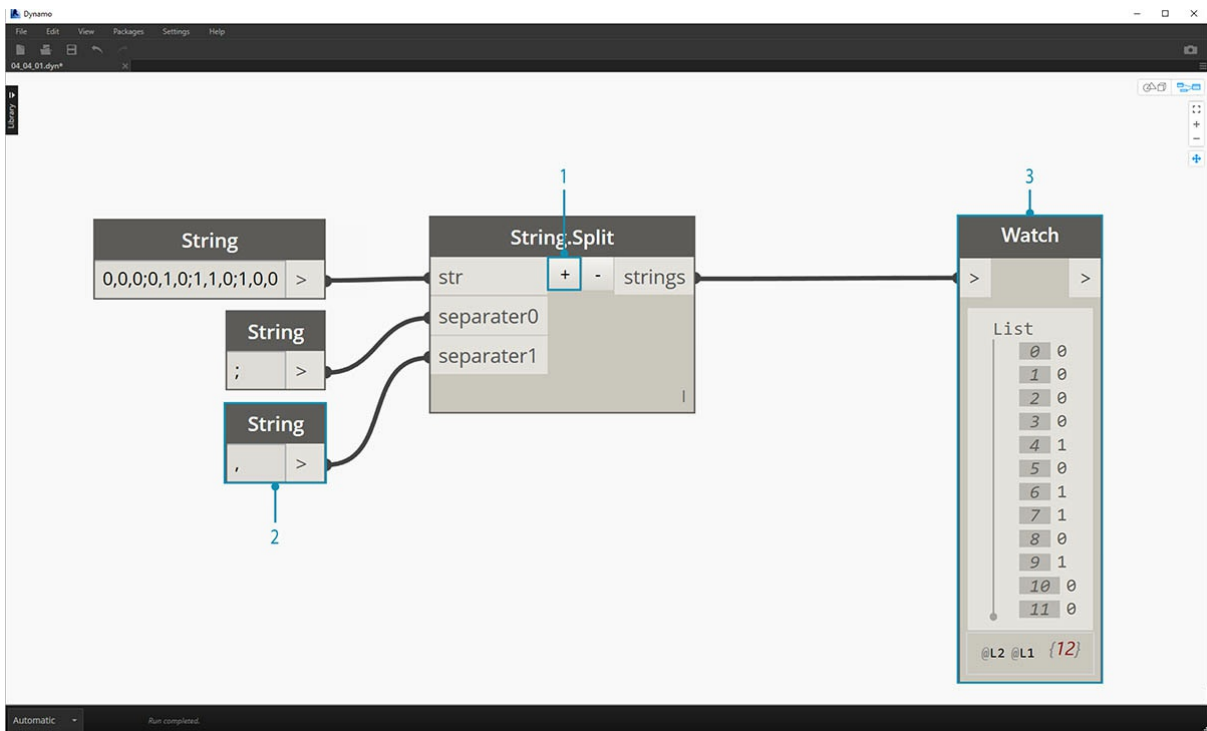 Dynamo
File Edit View Packages Settings Help
04_04_01.dyn*
Library
1
3
String
0,0,0;0,1,0;1,1,0;1,0,0 >
String
; >
String
, >
2
String.Split
str + - strings
separater0
separater1
Watch
> >
List
0 0
1 0
2 0
3 0
4 1
5 0
6 1
7 1
8 0
9 1
10 0
11 0
@L2 @L1 {12}
Automatic
Run completed.